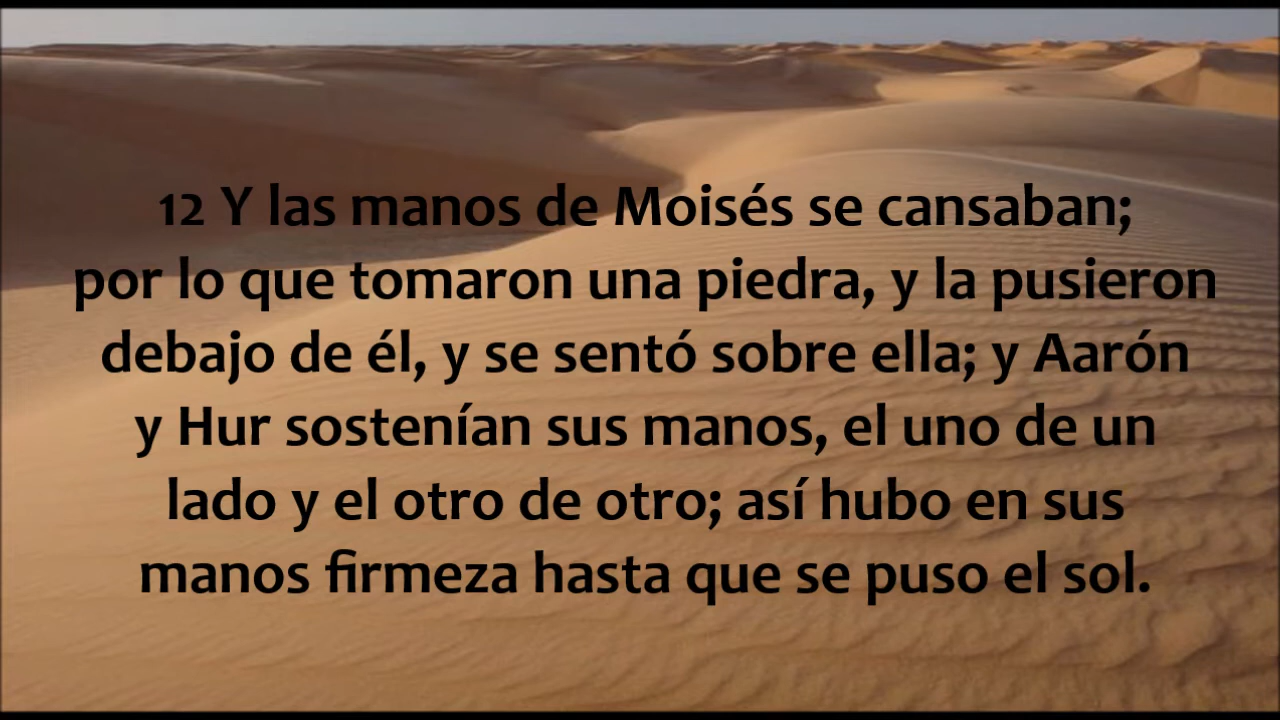 12 Y las manos de Moisés se cansaban;
por lo que tomaron una piedra, y la pusieron
debajo de él, y se sentó sobre ella; y Aarón
y Hur sostenían sus manos, el uno de un
lado y el otro de otro; así hubo en sus
manos firmeza hasta que se puso el sol.